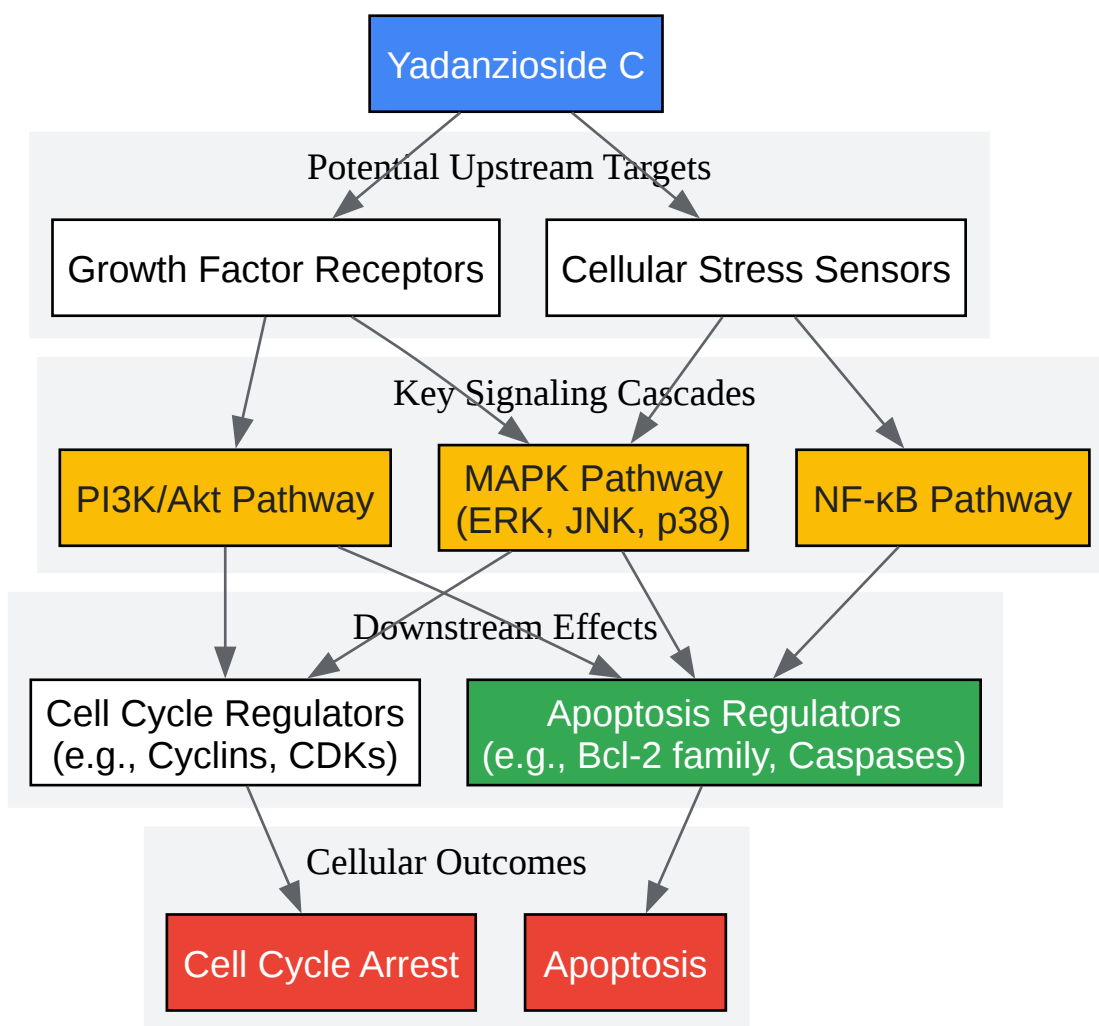 Yadanzioside C
Potential Upstream Targets
Growth Factor Receptors
Cellular Stress Sensors
Key Signaling Cascades
PI3K/Akt Pathway
MAPK Pathway
(ERK, JNK, p38)
NF-κB Pathway
Downstream Effects
Cell Cycle Regulators
(e.g., Cyclins, CDKs)
Apoptosis Regulators
(e.g., Bcl-2 family, Caspases)
Cellular Outcomes
Cell Cycle Arrest
Apoptosis